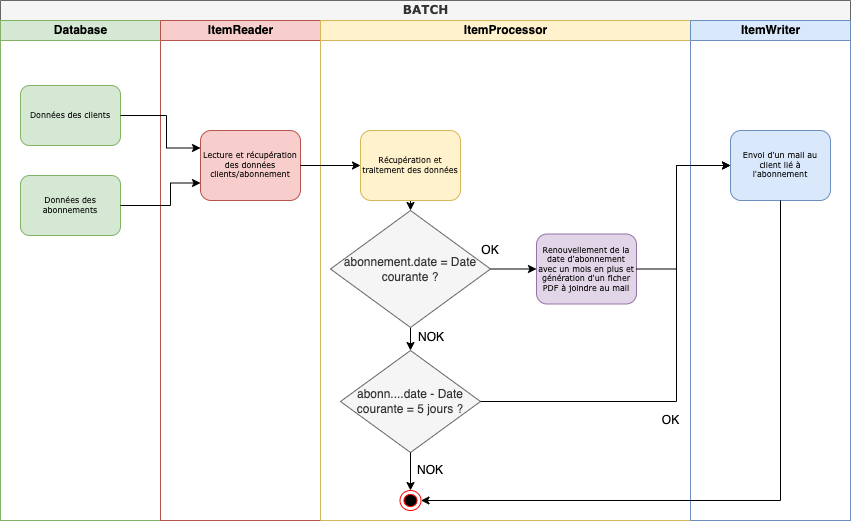 BATCH
Database
ItemReader
ItemProcessor
ItemWriter
Données des clients
Données des
abonnements
Lecture et récupération
des données
clients/abonnement
Récupération et
traitement des données
abonnement.date = Date
courante ?
OK
Renouvellement de la
date d'abonnement
avec un mois en plus et
génération d'un ficher
PDF à joindre au mail
Envoi d'un mail au
client lié à
l'abonnement
NOK
abonn....date - Date
courante = 5 jours ?
OK
NOK